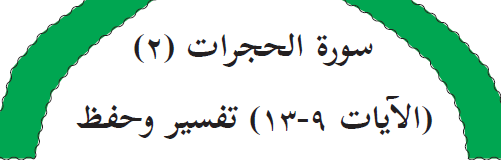 سورة الحجرات (٢)
(الآيات ٩-١٣) تفسير وحفظ